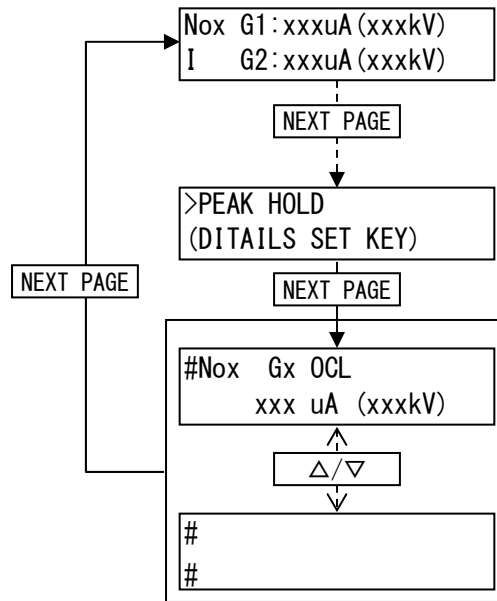 Nox G1:xxxuA(xxxkV)
I G2:xxxuA(xxxkV)
NEXT PAGE
>PEAK HOLD
(DITAILS SET KEY)
NEXT PAGE
NEXT PAGE
#Nox Gx OCL
xxx uA (xxxkV)
△/▽
#
#